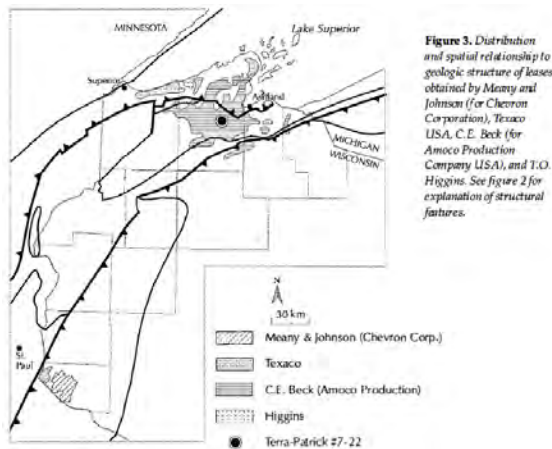 MINNESOTA
Lake Superior
Superior
Ashland
MICHIGAN
WISCONSIN
St.
Paul
N
30 km
Meany & Johnson (Chevron Corp.)
Texaco
C.E. Beck (Amoco Production)
Higgins
Terra-Patrick #7-22
Figure 3. Distribution
and spatial relationship to
geologic structure of leases
obtained by Meany and
Johnson (for Chevron
Corporation), Texaco
USA, C.E. Beck (for
Amoco Production
Company USA), and T.O.
Higgins. See figure 2 for
explanation of structural
features.